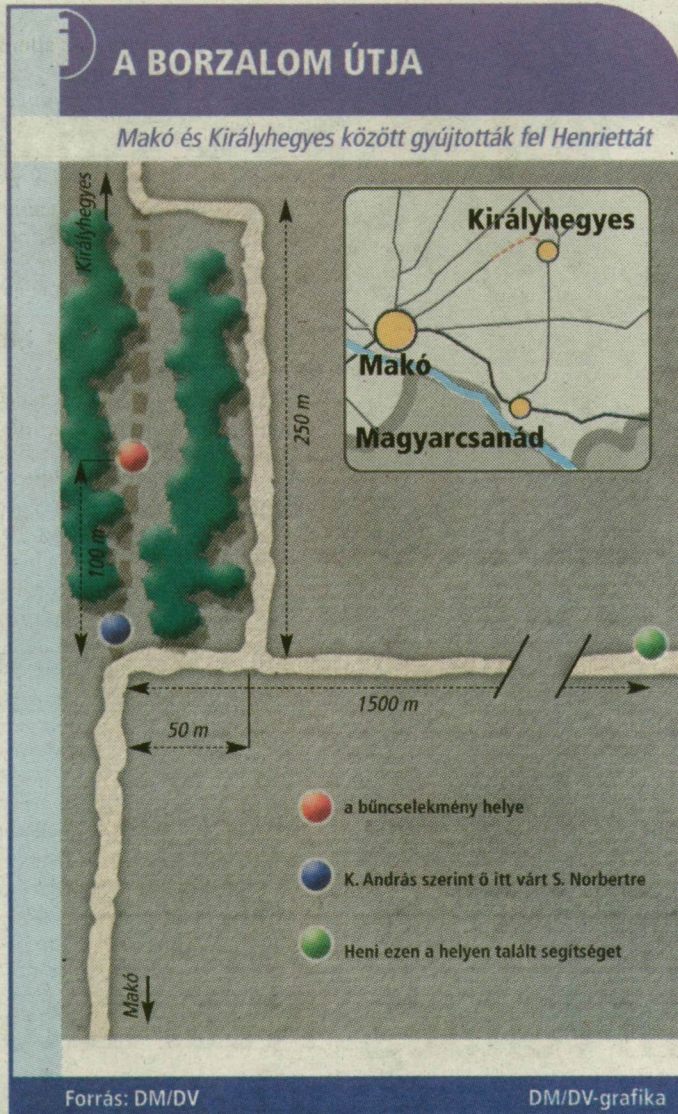 A BORZALOM ÚTJA
Makó és Királyhegyes között gyújtották fel Henriettát
Királyhegyes
Királyhegyes
Makó
Magyarcsanád
250 m
100 m
1500 m
50 m
a bűncselekmény helye
K. András szerint ő itt várt S. Norbertre
Heni ezen a helyen talált segítséget
Makó
Forrás: DM/DV
DM/DV-grafika